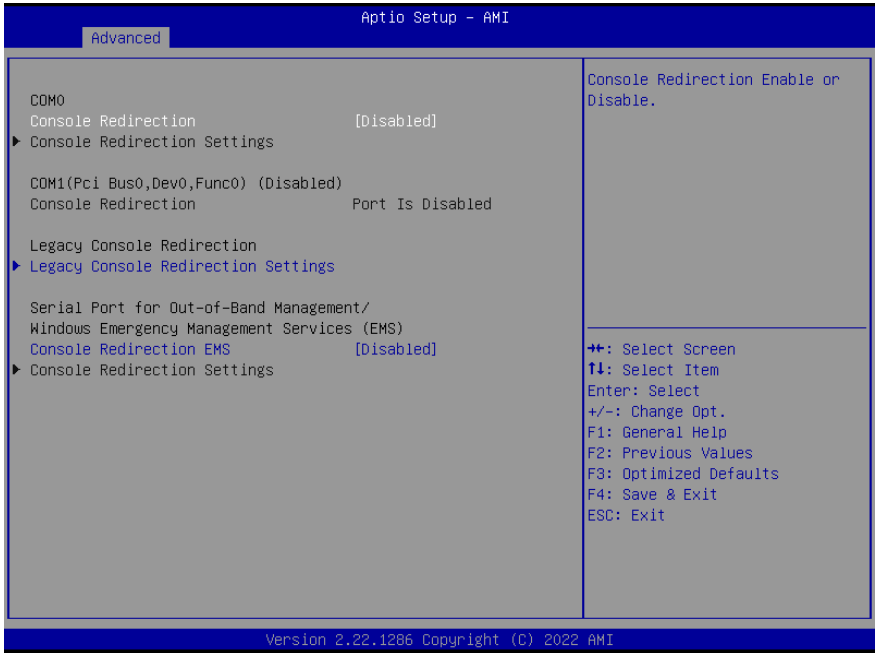 Aptio Setup – AMI
Advanced
COM0
Console Redirection [Disabled]
Console Redirection Settings
COM1(Pci Bus0,Dev0,Func0) (Disabled)
Console Redirection Port Is Disabled
Legacy Console Redirection
Legacy Console Redirection Settings
Serial Port for Out-of-Band Management/
Windows Emergency Management Services (EMS)
Console Redirection EMS [Disabled]
Console Redirection Settings
Console Redirection Enable or
Disable.
→←: Select Screen
↑↓: Select Item
Enter: Select
+/-: Change Opt.
F1: General Help
F2: Previous Values
F3: Optimized Defaults
F4: Save & Exit
ESC: Exit
Version 2.22.1286 Copyright (C) 2022 AMI